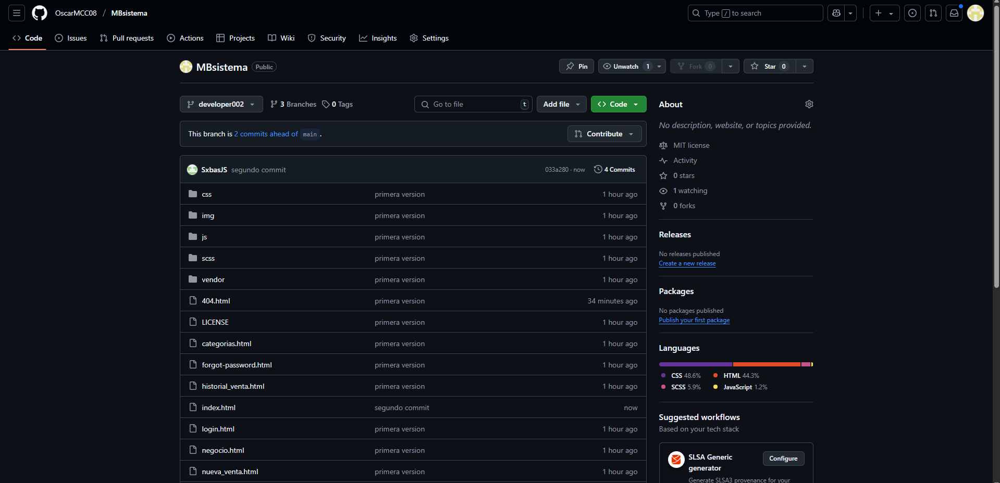 OscarMCC08 / MBsistema
Type / to search
Code Issues Pull requests Actions Projects Wiki Security Insights Settings
MBsistema Public
Pin Unwatch 1 Fork 0 Star 0
developer002 3 Branches 0 Tags Go to file t Add file Code
This branch is 2 commits ahead of main .
Contribute
SxbasJS segundo commit 033a280 · now 4 Commits
css primera version 1 hour ago
img primera version 1 hour ago
js primera version 1 hour ago
scss primera version 1 hour ago
vendor primera version 1 hour ago
404.html primera version 34 minutes ago
LICENSE primera version 1 hour ago
categorias.html primera version 1 hour ago
forgot-password.html primera version 1 hour ago
historial_venta.html primera version 1 hour ago
index.html segundo commit now
login.html primera version 1 hour ago
negocio.html primera version 1 hour ago
nueva_venta.html primera version 1 hour ago
About
No description, website, or topics provided.
MIT license
Activity
0 stars
1 watching
0 forks
Releases
No releases published
Create a new release
Packages
No packages published
Publish your first package
Languages
CSS 48.6% HTML 44.3%
SCSS 5.9% JavaScript 1.2%
Suggested workflows
Based on your tech stack
SLSA Generic
generator
Configure
Generate SLSA3 provenance for your